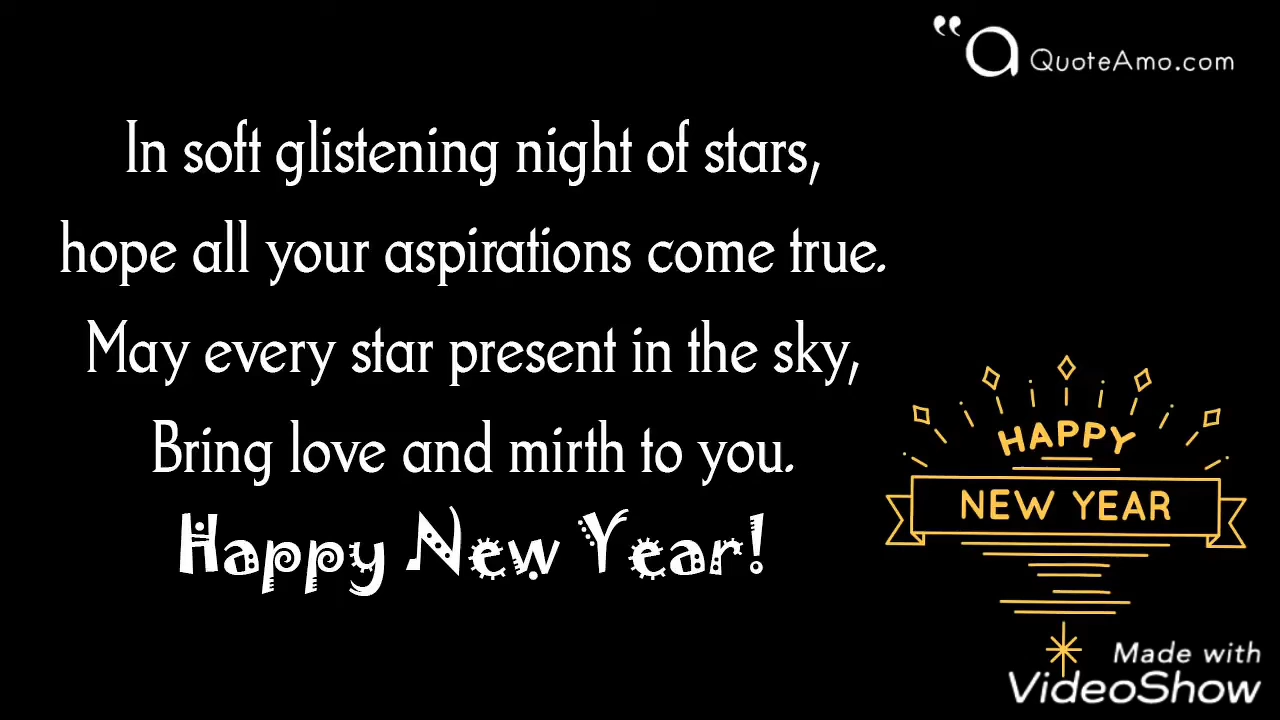 QuoteAmo.com
In soft glistening night of stars,
hope all your aspirations come true.
May every star present in the sky,
Bring love and mirth to you.
Happy New Year!
HAPPY
NEW YEAR
Made with
VideoShow